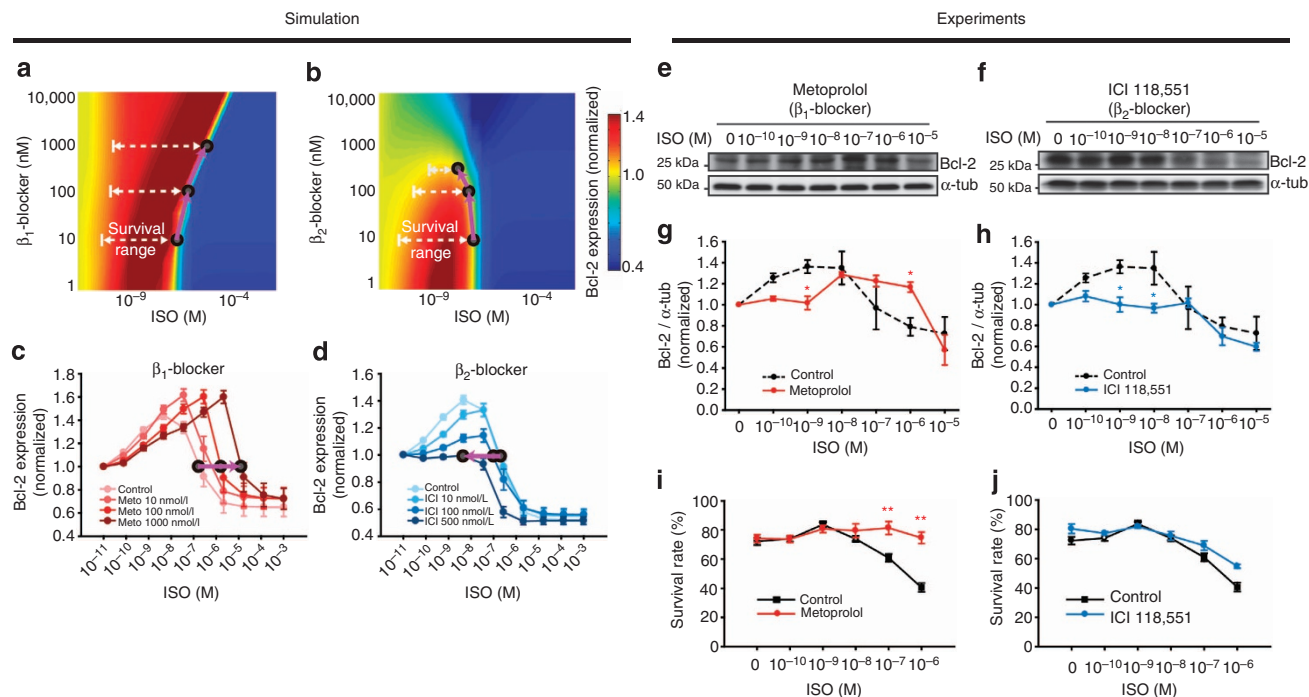 Simulation
Experiments
a
10,000
1000
100
10
1
β1-blocker (nM)
Survival
range
10⁻⁹
10⁻⁴
ISO (M)
b
10,000
1000
100
10
1
β2-blocker (nM)
Survival
range
10⁻⁹
10⁻⁴
ISO (M)
1.4
1.0
0.4
Bcl-2 expression (normalized)
c
β1-blocker
1.8
1.6
1.4
1.2
1.0
0.8
0.6
0.4
Bcl-2 expression
(normalized)
Control
Meto 10 nmol/l
Meto 100 nmol/l
Meto 1000 nmol/l
10⁻¹¹ 10⁻¹⁰ 10⁻⁹ 10⁻⁸ 10⁻⁷ 10⁻⁶ 10⁻⁵ 10⁻⁴ 10⁻³
ISO (M)
d
β2-blocker
1.6
1.4
1.2
1.0
0.8
0.6
0.4
Bcl-2 expression
(normalized)
Control
ICI 10 nmol/L
ICI 100 nmol/L
ICI 500 nmol/L
10⁻¹¹ 10⁻¹⁰ 10⁻⁹ 10⁻⁸ 10⁻⁷ 10⁻⁶ 10⁻⁵ 10⁻⁴ 10⁻³
ISO (M)
e
Metoprolol
(β1-blocker)
ISO (M) 0 10⁻¹⁰ 10⁻⁹ 10⁻⁸ 10⁻⁷ 10⁻⁶ 10⁻⁵
25 kDa Bcl-2
50 kDa α-tub
f
ICI 118,551
(β2-blocker)
ISO (M) 0 10⁻¹⁰ 10⁻⁹ 10⁻⁸ 10⁻⁷ 10⁻⁶ 10⁻⁵
25 kDa Bcl-2
50 kDa α-tub
g
1.6
1.4
1.2
1.0
0.8
0.6
0.4
0.2
0.0
Bcl-2 / α-tub
(normalized)
*
*
Control
Metoprolol
0 10⁻¹⁰ 10⁻⁹ 10⁻⁸ 10⁻⁷ 10⁻⁶ 10⁻⁵
ISO (M)
h
1.6
1.4
1.2
1.0
0.8
0.6
0.4
0.2
0.0
Bcl-2 / α-tub
(normalized)
* *
Control
ICI 118,551
0 10⁻¹⁰ 10⁻⁹ 10⁻⁸ 10⁻⁷ 10⁻⁶ 10⁻⁵
ISO (M)
i
100
80
60
40
20
0
Survival rate (%)
** **
Control
Metoprolol
0 10⁻¹⁰ 10⁻⁹ 10⁻⁸ 10⁻⁷ 10⁻⁶
ISO (M)
j
100
80
60
40
20
0
Survival rate (%)
Control
ICI 118,551
0 10⁻¹⁰ 10⁻⁹ 10⁻⁸ 10⁻⁷ 10⁻⁶
ISO (M)